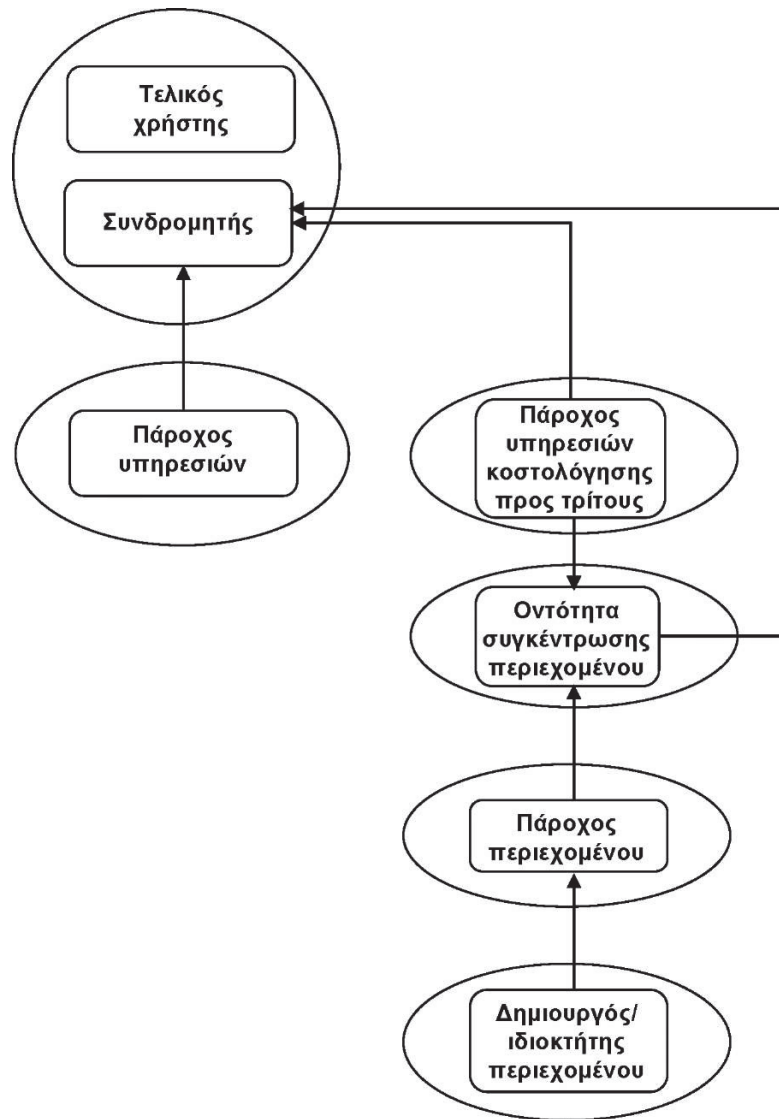 Τελικός
χρήστης
Συνδρομητής
Πάροχος
υπηρεσιών
Πάροχος
υπηρεσιών
κοστολόγησης
προς τρίτους
Οντότητα
συγκέντρωσης
περιεχομένου
Πάροχος
περιεχομένου
Δημιουργός/
ιδιοκτήτης
περιεχομένου